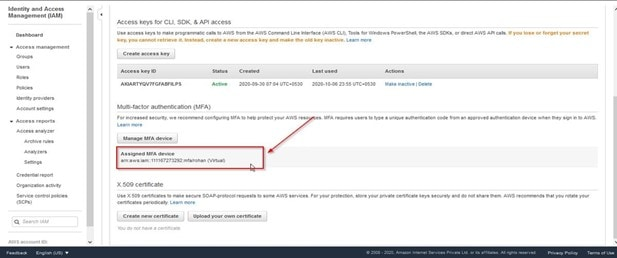 Identity and Access
Management (IAM)
Dashboard
Access management
Groups
Users
Roles
Policies
Identity providers
Account settings
Access reports
Access analyzer
Archive rules
Analyzers
Settings
Credential report
Organization activity
Service control policies
(SCPs)
Search IAM
AWS account ID:
Access keys for CLI, SDK, & API access
Use access keys to make programmatic calls to AWS from the AWS Command Line Interface (AWS CLI), Tools for Windows PowerShell, the AWS SDKs, or direct AWS API calls. If you lose or forget your secret
key, you cannot retrieve it. Instead, create a new access key and make the old key inactive. Learn more
Create access key
Access key ID Status Created Last used Actions
Active 2020-09-30 07:04 UTC+0530 2020-10-06 23:55 UTC+0530 Make inactive | Delete
Multi-factor authentication (MFA)
For increased security, we recommend configuring MFA to help protect your AWS resources. MFA requires users to type a unique authentication code from an approved authentication device when they sign in to AWS.
Learn more
Manage MFA device
Assigned MFA device
(Virtual)
X.509 certificate
Use X.509 certificates to make secure SOAP-protocol requests to some AWS services. For your protection, store your private certificate keys securely and do not share them. AWS recommends that you rotate your
certificates periodically. Learn more
Create new certificate Upload your own certificate
You do not have a certificate
Feedback English (US) © 2008 - 2020, Amazon Internet Services Private Ltd. or its affiliates. All rights reserved. Privacy Policy Terms of Use